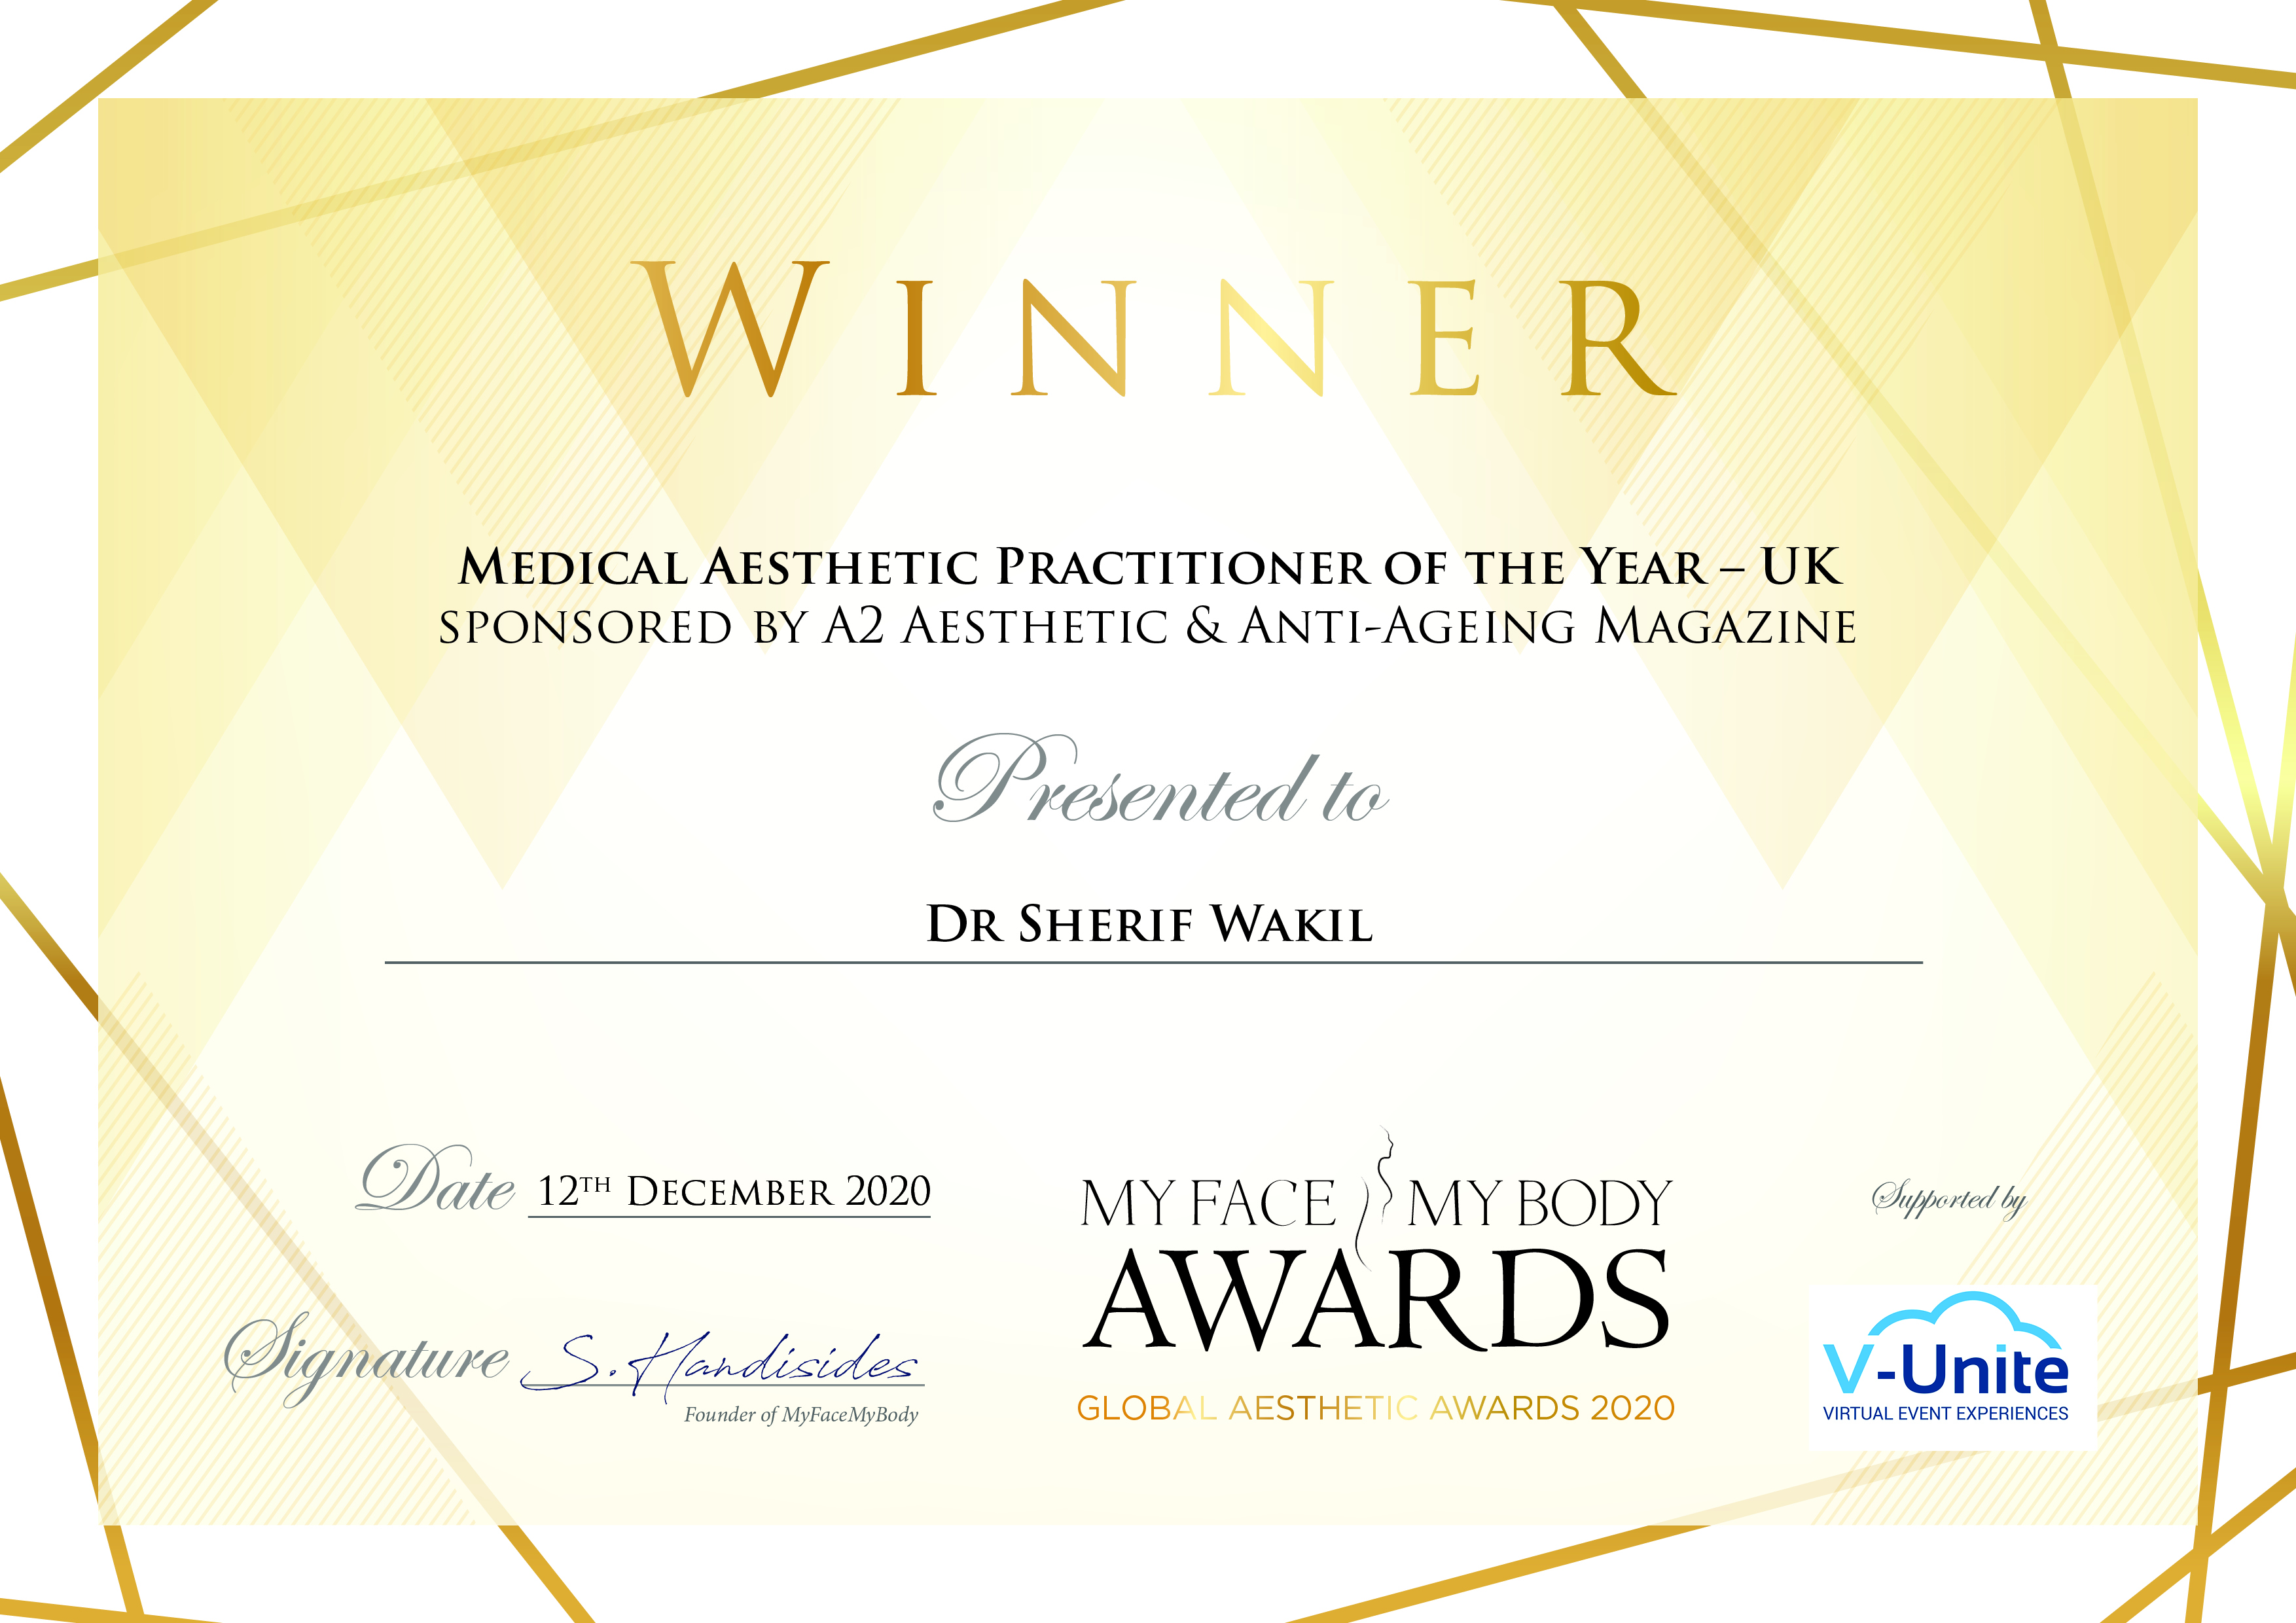 WINNER
MEDICAL AESTHETIC PRACTITIONER OF THE YEAR – UK
SPONSORED BY A2 AESTHETIC & ANTI-AGEING MAGAZINE
Presented to
DR SHERIF WAKIL
Date 12TH DECEMBER 2020
Signature S. Handisides
Founder of MyFaceMyBody
MY FACE MY BODY
AWARDS
GLOBAL AESTHETIC AWARDS 2020
Supported by
V-Unite
VIRTUAL EVENT EXPERIENCES